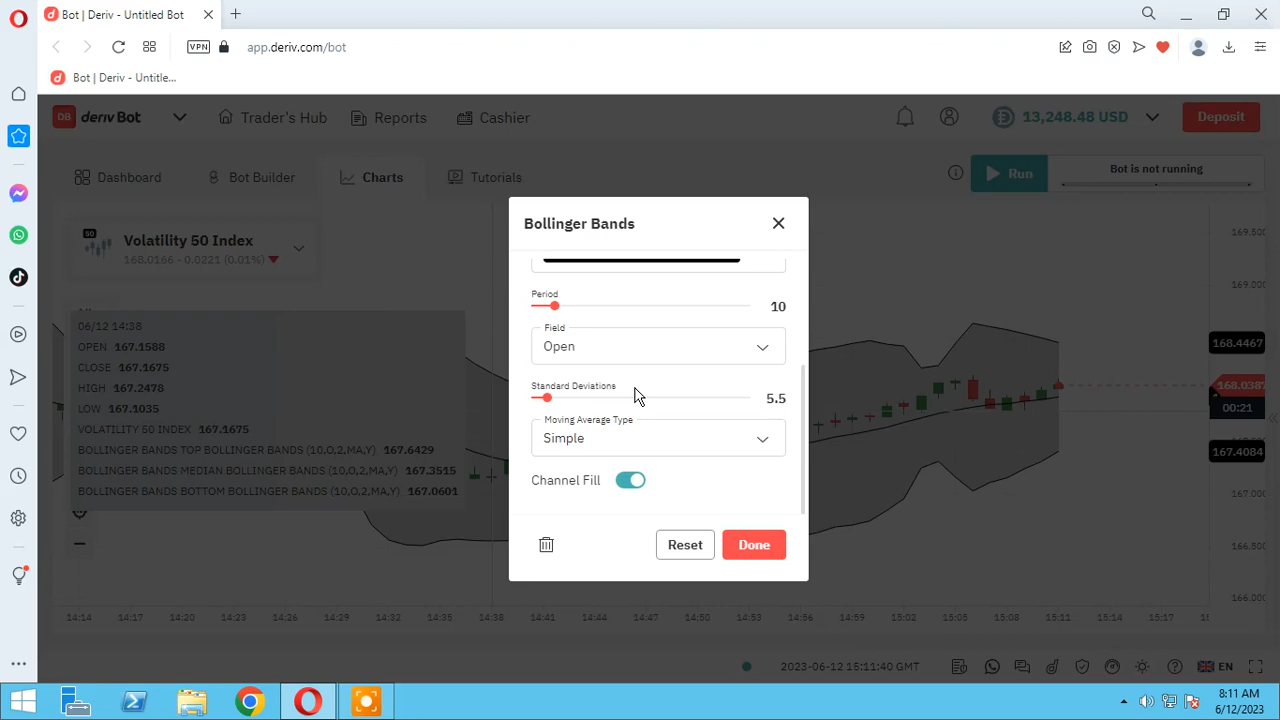 Bot | Deriv - Untitled Bot
VPN app.deriv.com/bot
Bot | Deriv - Untitle...
DB deriv Bot Trader's Hub Reports Cashier 13,248.48 USD Deposit
Dashboard Bot Builder Charts Tutorials Run Bot is not running
50 Volatility 50 Index
168.0166 - 0.0221 (0.01%)
Bollinger Bands
Period
10
Field
Open
Standard Deviations
5.5
Moving Average Type
Simple
Channel Fill
Reset Done
06/12 14:38
OPEN 167.1588
CLOSE 167.1675
HIGH 167.2478
LOW 167.1035
VOLATILITY 50 INDEX 167.1675
BOLLINGER BANDS TOP BOLLINGER BANDS (10,O,2,MA,Y) 167.6429
BOLLINGER BANDS MEDIAN BOLLINGER BANDS (10,O,2,MA,Y) 167.3515
BOLLINGER BANDS BOTTOM BOLLINGER BANDS (10,O,2,MA,Y) 167.0601
169.500
168.4467
168.0387
00:21
167.4084
167.000
166.500
166.000
14:14 14:17 14:20 14:23 14:26 14:29 14:32 14:35 14:38 14:41 14:44 14:47 14:50 14:53 14:56 14:59 15:02 15:05 15:08 15:11 15:14 15:17
2023-06-12 15:11:40 GMT EN
8:11 AM
6/12/2023